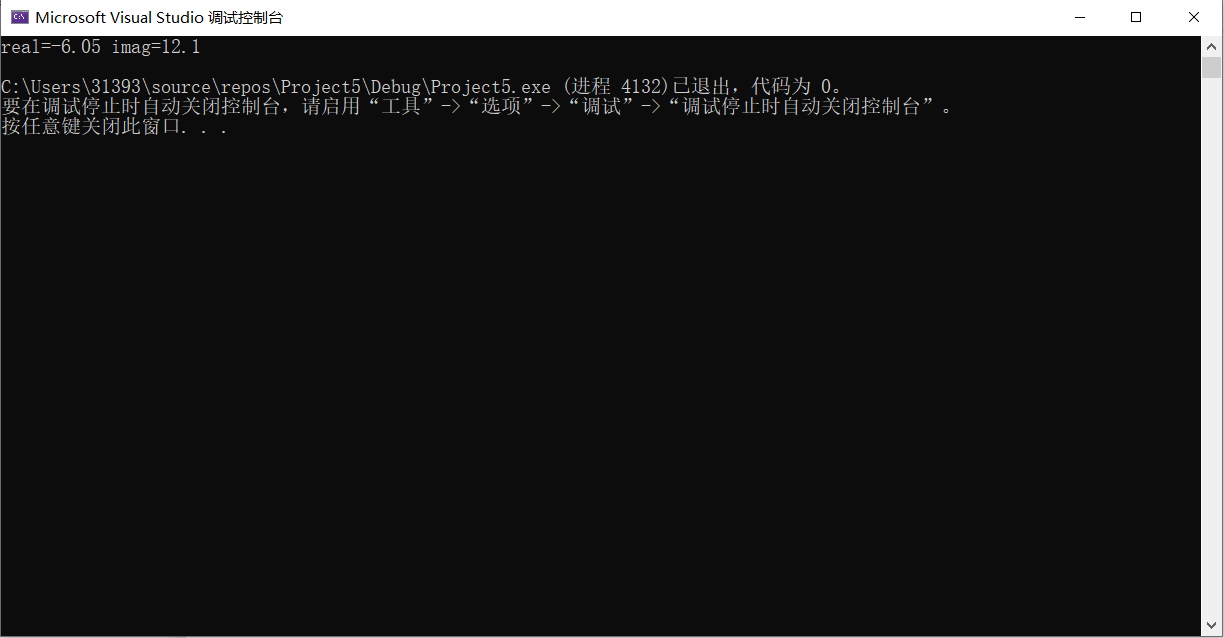 Microsoft Visual Studio 调试控制台
real=-6.05 imag=12.1
C:\Users\31393\source\repos\Project5\Debug\Project5.exe (进程 4132)已退出，代码为 0。
要在调试停止时自动关闭控制台，请启用“工具”->“选项”->“调试”->“调试停止时自动关闭控制台”。
按任意键关闭此窗口. . .